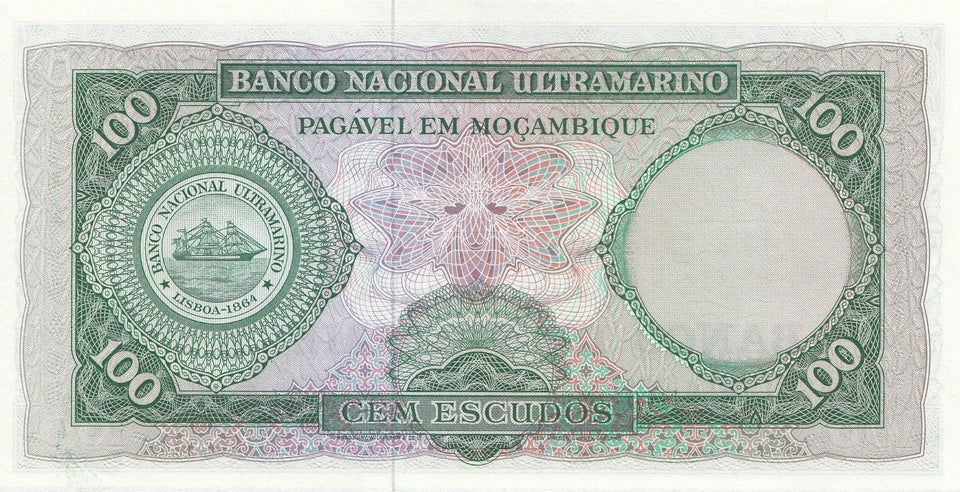 BANCO NACIONAL ULTRAMARINO
PAGÁVEL EM MOÇAMBIQUE
100
100
BANCO NACIONAL ULTRAMARINO
LISBOA-1864
100
100
CEM ESCUDOS